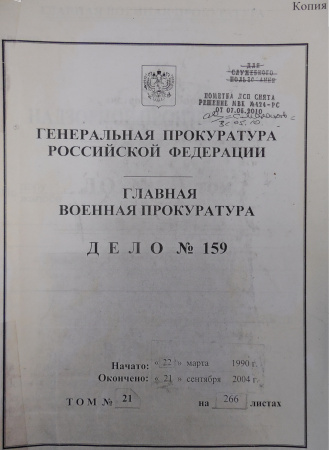 Копия
ДЛЯ
СЛУЖЕБНОГО
ПОЛЬЗОВАНИЯ
ПОМЕТКА ДСП СНЯТА
РЕШЕНИЕ МВК №424-РС
ОТ 07.06.2010
ГЕНЕРАЛЬНАЯ ПРОКУРАТУРА
РОССИЙСКОЙ ФЕДЕРАЦИИ
ГЛАВНАЯ
ВОЕННАЯ ПРОКУРАТУРА
ДЕЛО № 159
Начато: « 22 » марта 1990 г.
Окончено: « 21 » сентября 2004 г.
ТОМ № 21 на 266 листах